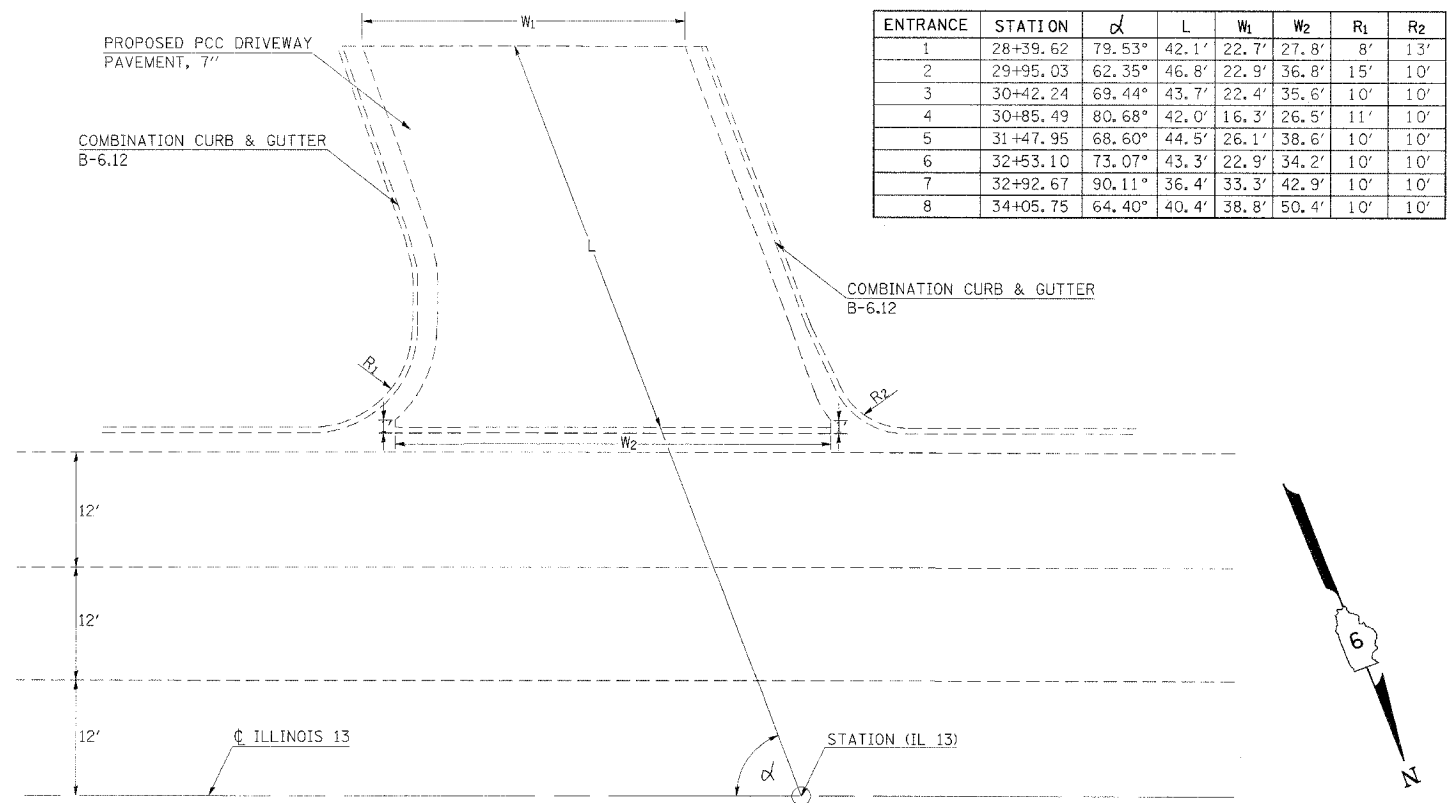 W₁
PROPOSED PCC DRIVEWAY
PAVEMENT, 7''
COMBINATION CURB & GUTTER
B-6.12
ENTRANCE STATION α L W₁ W₂ R₁ R₂
1 28+39.62 79.53° 42.1' 22.7' 27.8' 8' 13'
2 29+95.03 62.35° 46.8' 22.9' 36.8' 15' 10'
3 30+42.24 69.44° 43.7' 22.4' 35.6' 10' 10'
4 30+85.49 80.68° 42.0' 16.3' 26.5' 11' 10'
5 31+47.95 68.60° 44.5' 26.1' 38.6' 10' 10'
6 32+53.10 73.07° 43.3' 22.9' 34.2' 10' 10'
7 32+92.67 90.11° 36.4' 33.3' 42.9' 10' 10'
8 34+05.75 64.40° 40.4' 38.8' 50.4' 10' 10'
L
COMBINATION CURB & GUTTER
B-6.12
R₁
R₂
W₂
12'
12'
12'
℄ ILLINOIS 13
α
STATION (IL 13)
6
N